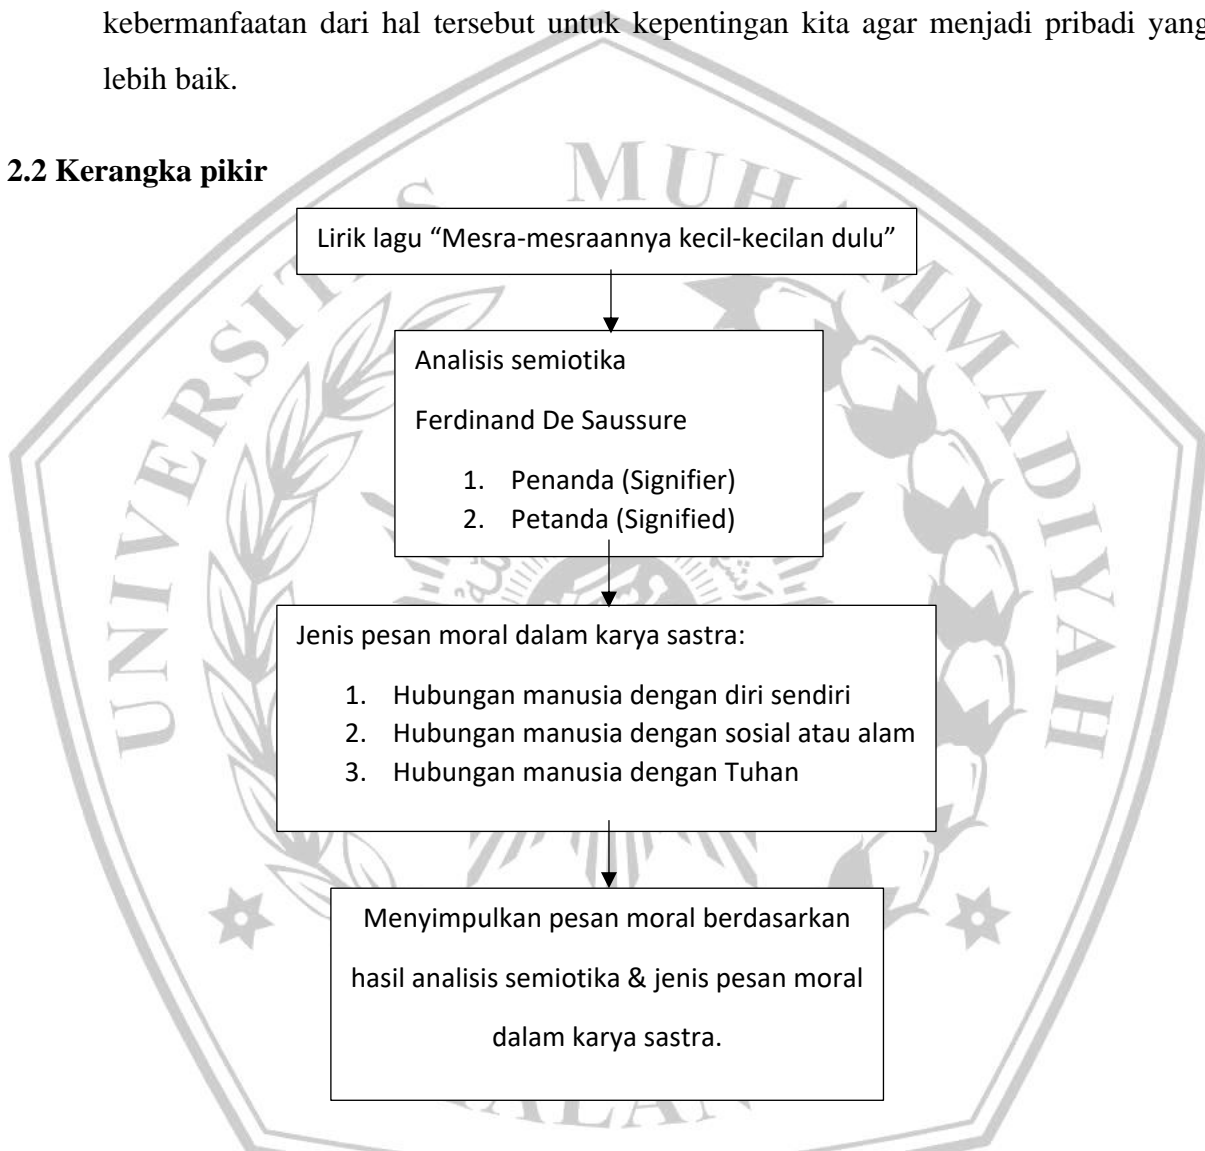 kebermanfaatan dari hal tersebut untuk kepentingan kita agar menjadi pribadi yang
lebih baik.
2.2 Kerangka pikir
Lirik lagu “Mesra-mesraannya kecil-kecilan dulu”
Analisis semiotika
Ferdinand De Saussure
1. Penanda (Signifier)
2. Petanda (Signified)
Jenis pesan moral dalam karya sastra:
1. Hubungan manusia dengan diri sendiri
2. Hubungan manusia dengan sosial atau alam
3. Hubungan manusia dengan Tuhan
Menyimpulkan pesan moral berdasarkan
hasil analisis semiotika & jenis pesan moral
dalam karya sastra.